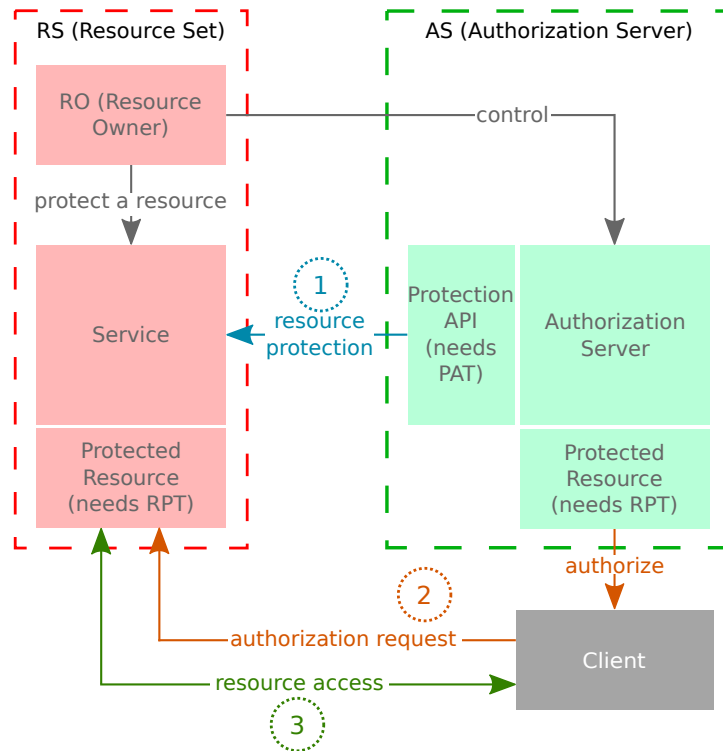 RS (Resource Set)
AS (Authorization Server)
RO (Resource
Owner)
control
protect a resource
1
Service
resource
protection
Protection
API
(needs
PAT)
Authorization
Server
Protected
Resource
(needs RPT)
Protected
Resource
(needs RPT)
authorize
2
authorization request
Client
resource access
3